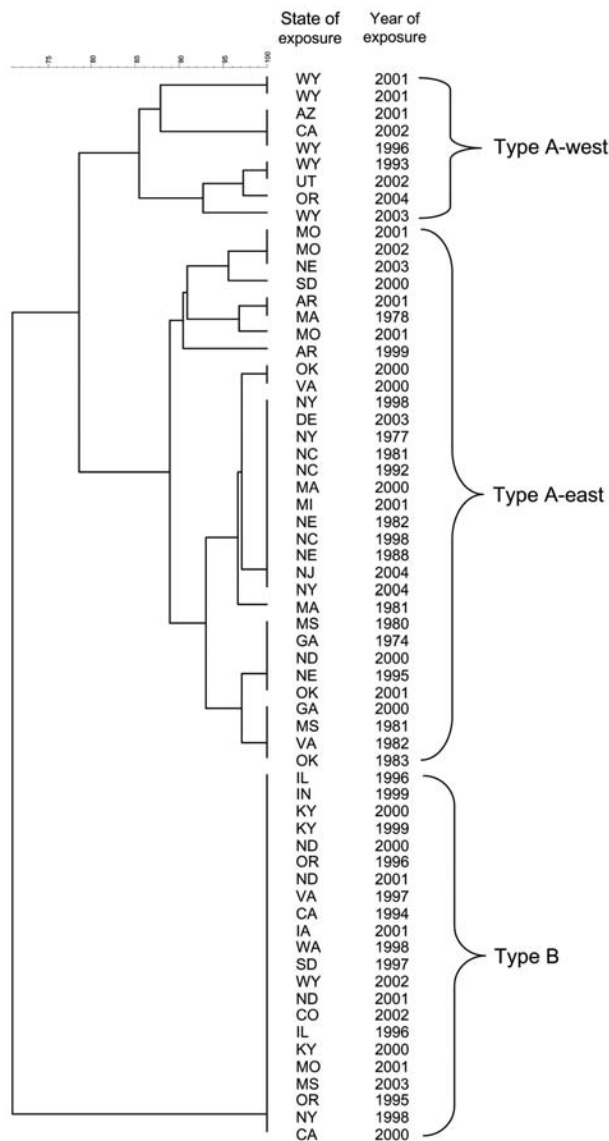 State of exposure Year of exposure
75 80 85 90 95 100
WY 2001
WY 2001
AZ 2001
CA 2002
WY 1996
Type A-west
WY 1993
UT 2002
OR 2004
WY 2003
MO 2001
MO 2002
NE 2003
SD 2000
AR 2001
MA 1978
MO 2001
AR 1999
OK 2000
VA 2000
NY 1998
DE 2003
NY 1977
NC 1981
NC 1992
MA 2000
Type A-east
MI 2001
NE 1982
NC 1998
NE 1988
NJ 2004
NY 2004
MA 1981
MS 1980
GA 1974
ND 2000
NE 1995
OK 2001
GA 2000
MS 1981
VA 1982
OK 1983
IL 1996
IN 1999
KY 2000
KY 1999
ND 2000
OR 1996
ND 2001
VA 1997
CA 1994
IA 2001
WA 1998
Type B
SD 1997
WY 2002
ND 2001
CO 2002
IL 1996
KY 2000
MO 2001
MS 2003
OR 1995
NY 1998
CA 2000